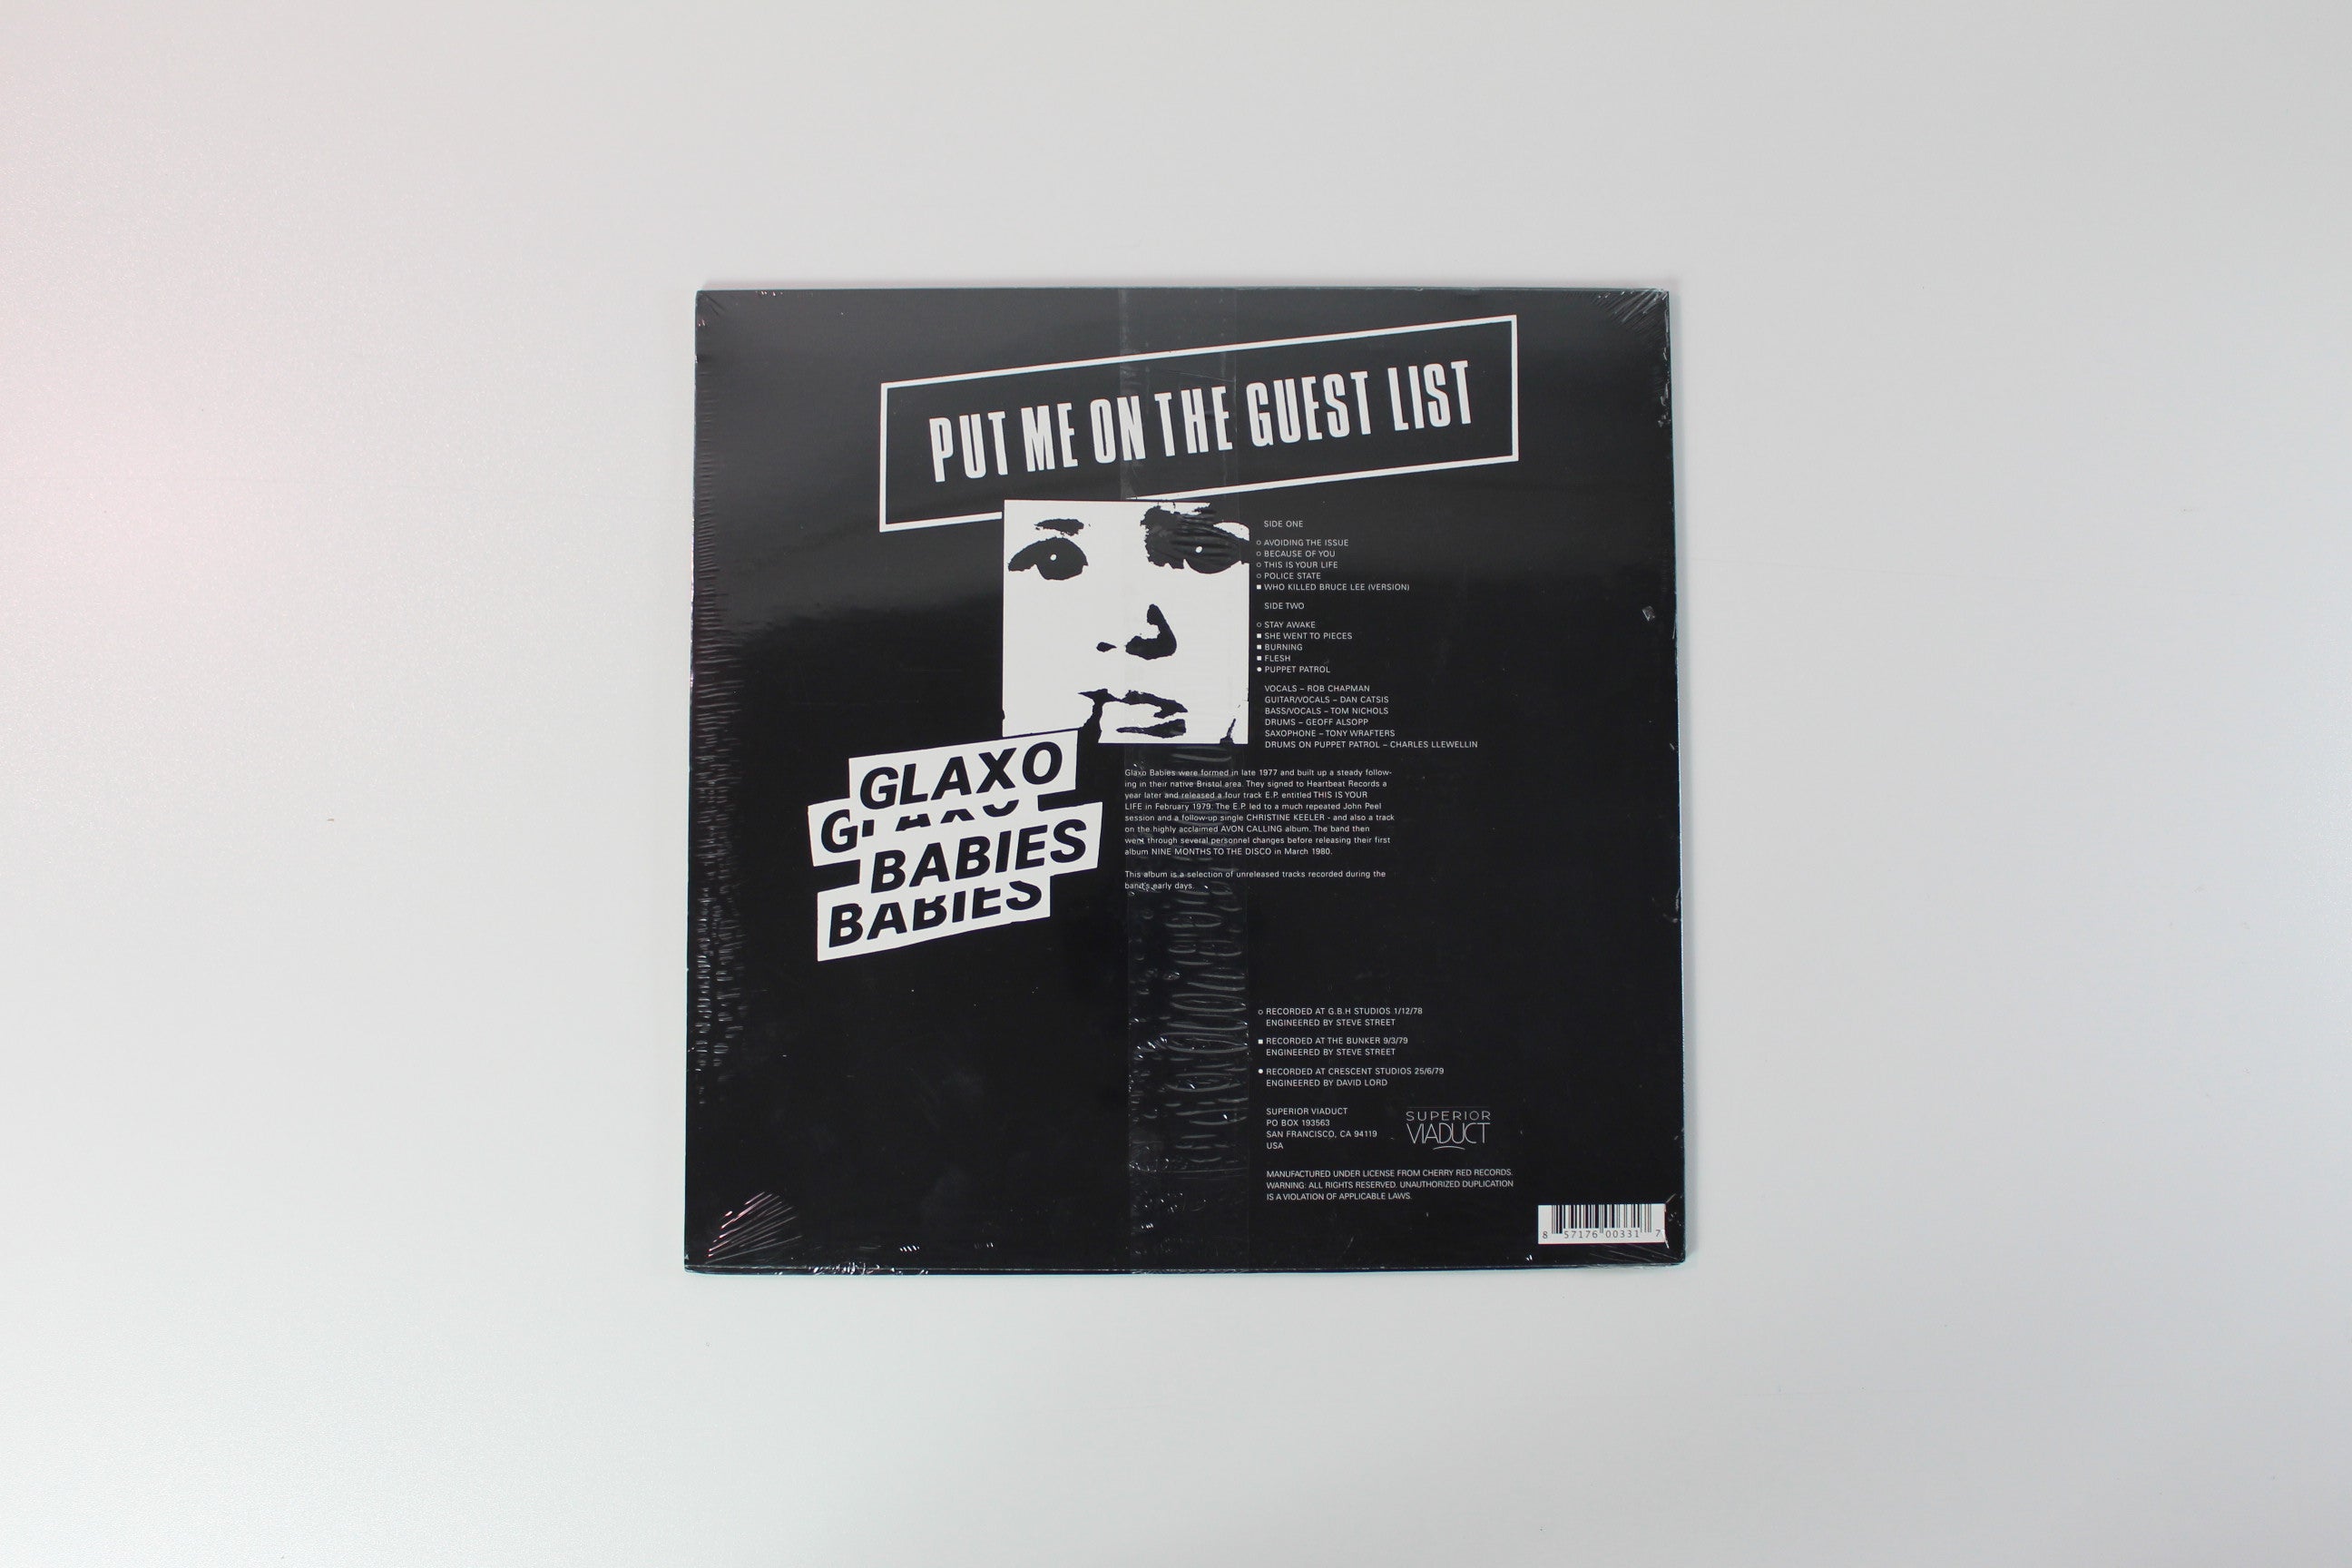 PUT ME ON THE GUEST LIST
SIDE ONE
AVOIDING THE ISSUE
BECAUSE OF YOU
THIS IS YOUR LIFE
POLICE STATE
WHO KILLED BRUCE LEE (VERSION)
SIDE TWO
STAY AWAKE
SHE WENT TO PIECES
BURNING
FLESH
PUPPET PATROL
VOCALS – ROB CHAPMAN
GUITAR/VOCALS – DAN CATSIS
BASS/VOCALS – TOM NICHOLS
DRUMS – GEOFF ALSOPP
SAXOPHONE – TONY WRAFTERS
DRUMS ON PUPPET PATROL – CHARLES LLEWELLIN
GLAXO
GLAXO
BABIES
BABIES
Glaxo Babies were formed in late 1977 and built up a steady follow-
ing in their native Bristol area. They signed to Heartbeat Records a
year later and released a four track E.P. entitled THIS IS YOUR
LIFE in February 1979. The E.P. led to a much repeated John Peel
session and a follow-up single CHRISTINE KEELER - and also a track
on the highly acclaimed AVON CALLING album. The band then
went through several personnel changes before releasing their first
album NINE MONTHS TO THE DISCO in March 1980.
This album is a selection of unreleased tracks recorded during the
band's early days.
RECORDED AT G.B.H STUDIOS 1/12/78
ENGINEERED BY STEVE STREET
RECORDED AT THE BUNKER 9/3/79
ENGINEERED BY STEVE STREET
RECORDED AT CRESCENT STUDIOS 25/6/79
ENGINEERED BY DAVID LORD
SUPERIOR VIADUCT
PO BOX 193563
SAN FRANCISCO, CA 94119
USA
SUPERIOR
VIADUCT
MANUFACTURED UNDER LICENSE FROM CHERRY RED RECORDS.
WARNING: ALL RIGHTS RESERVED. UNAUTHORIZED DUPLICATION
IS A VIOLATION OF APPLICABLE LAWS.
8 57176 00331 7